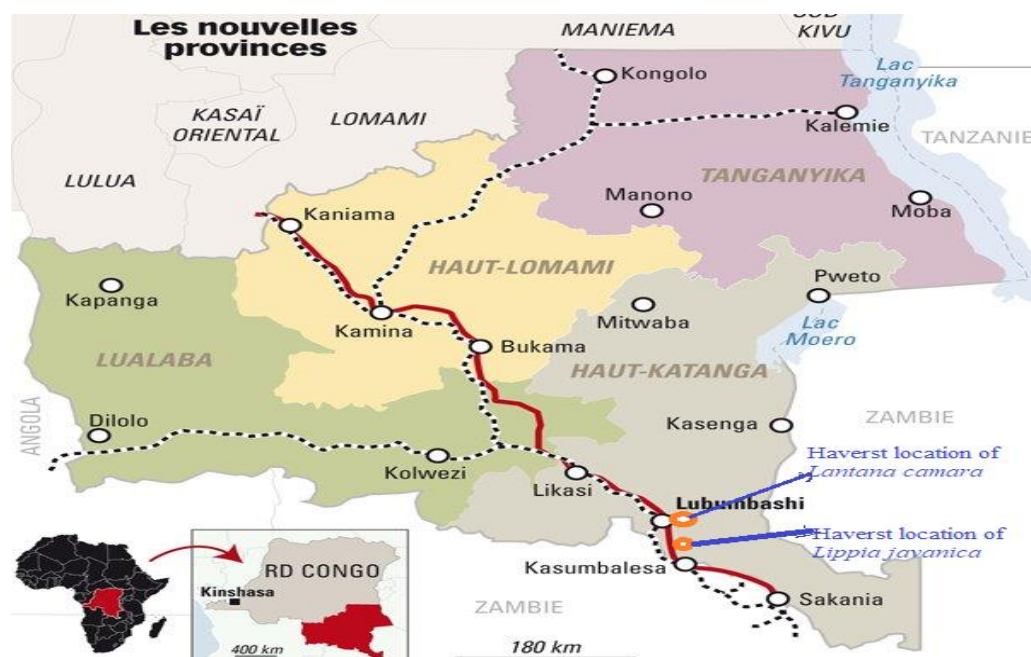 Les nouvelles
provinces
MANIEMA
SUD
KIVU
Kongolo
Lac
Tanganyika
KASAÏ
ORIENTAL
LOMAMI
Kalemie
TANZANIE
LULUA
TANGANYIKA
Manono
Moba
Kaniama
HAUT-LOMAMI
Pweto
Kapanga
Mitwaba
Kamina
Lac
Moero
Bukama
LUALABA
HAUT-KATANGA
ANGOLA
Dilolo
Kasenga
ZAMBIE
Kolwezi
Likasi
Haverst location of
Lantana camara
Lubumbashi
Haverst location of
Lippia javanica
Kasumbalesa
RD CONGO
Kinshasa
Sakania
ZAMBIE
400 km
180 km